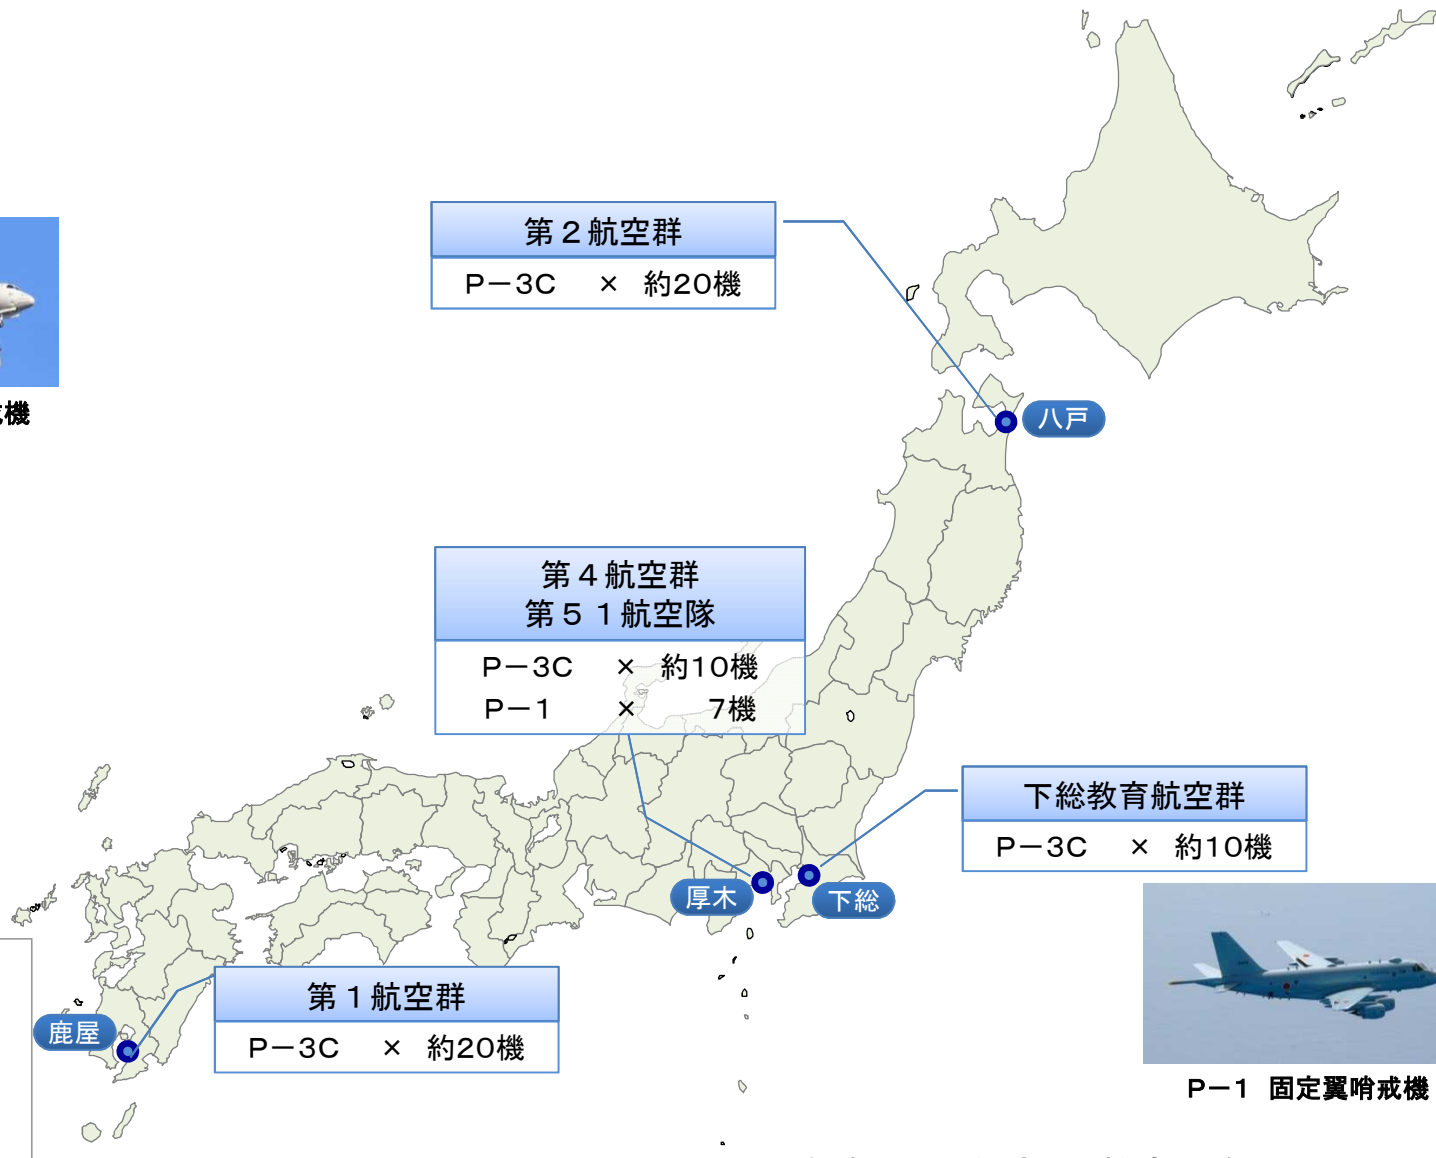 第２航空群
Ｐ－３Ｃ　×　約２０機
八戸
第４航空群
第５１航空隊
Ｐ－３Ｃ　×　約１０機
Ｐ－１　×　７機
下総教育航空群
Ｐ－３Ｃ　×　約１０機
厚木
下総
第１航空群
Ｐ－３Ｃ　×　約２０機
鹿屋
機
Ｐ－１　固定翼哨戒機